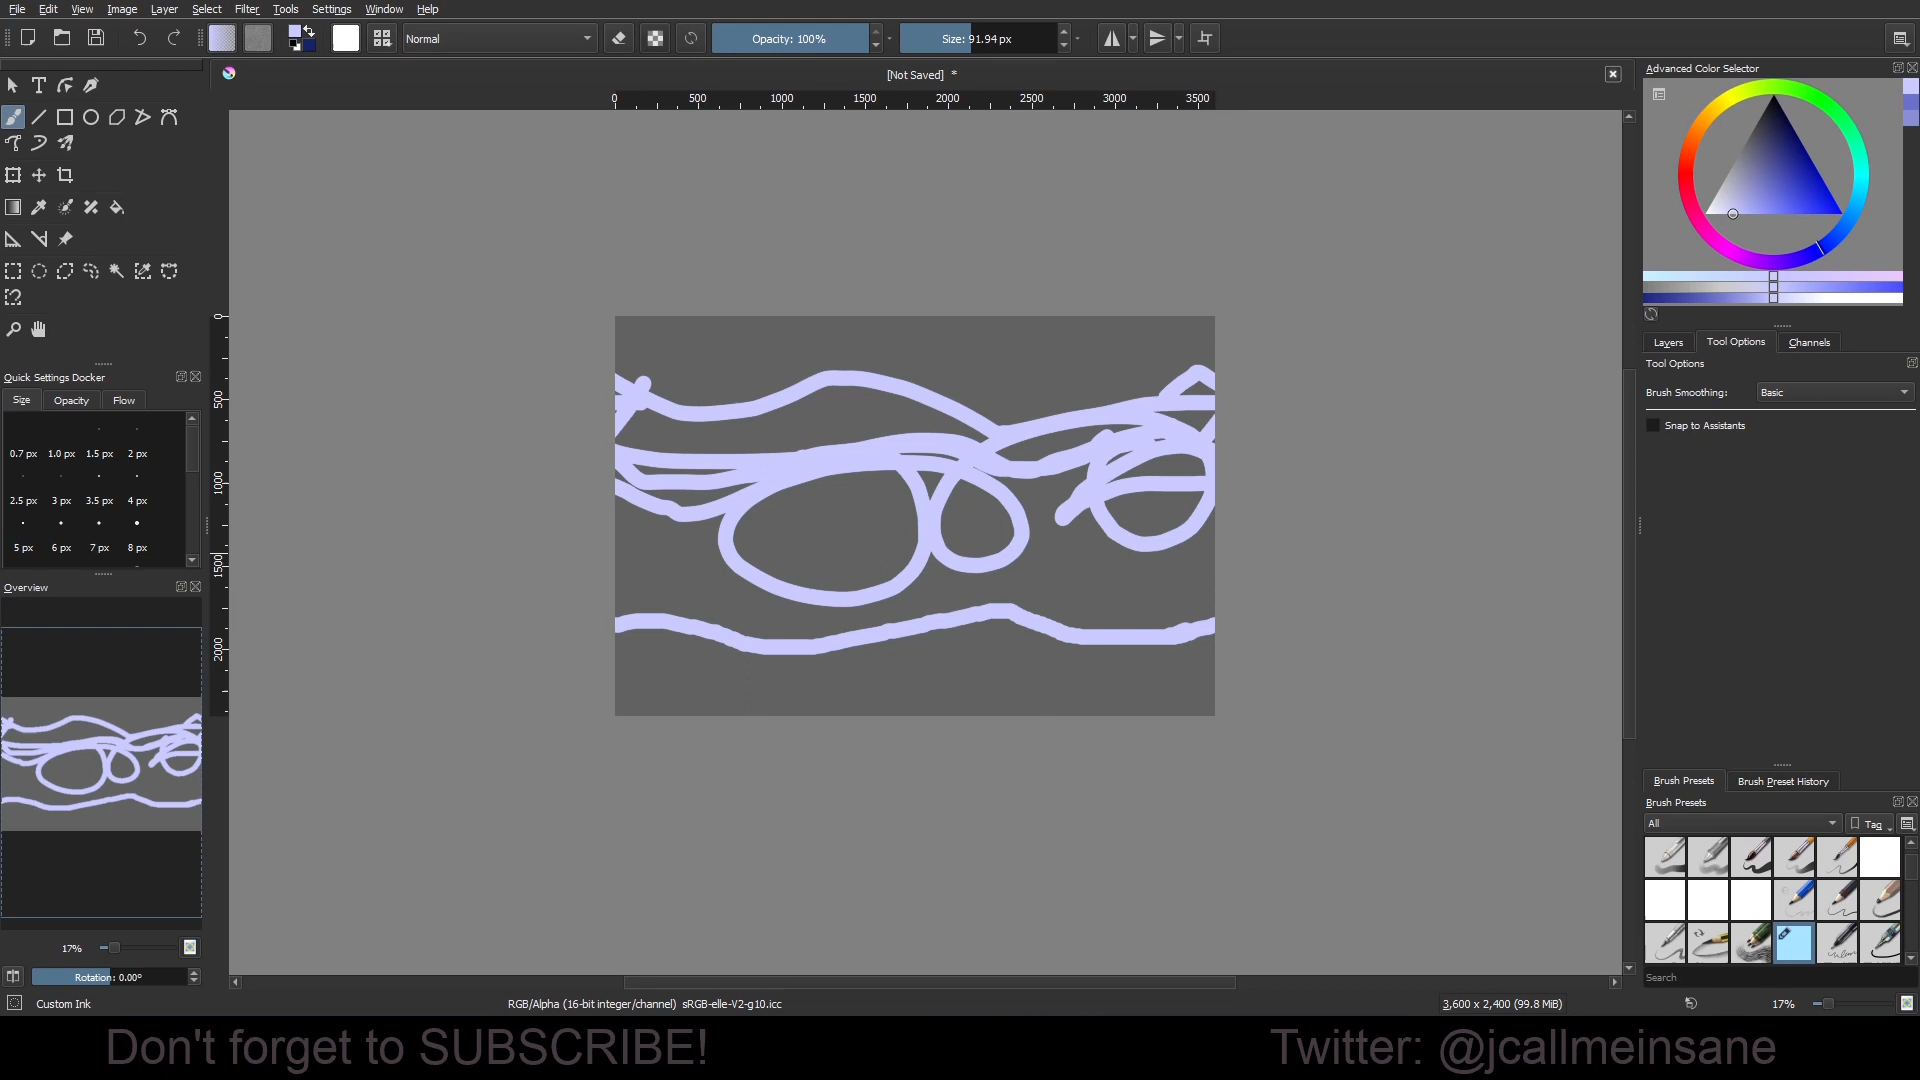 File Edit View Image Layer Select Filter Tools Settings Window Help
Normal
Opacity: 100%
Size: 91.94 px
[Not Saved] *
0 500 1000 1500 2000 2500 3000 3500
0
500
1000
1500
2000
Quick Settings Docker
Size Opacity Flow
0.7 px 1.0 px 1.5 px 2 px
2.5 px 3 px 3.5 px 4 px
5 px 6 px 7 px 8 px
Overview
17%
Rotation: 0.00°
Custom Ink
RGB/Alpha (16-bit integer/channel) sRGB-elle-V2-g10.icc
3,600 x 2,400 (99.8 MiB)
17%
Advanced Color Selector
Layers Tool Options Channels
Tool Options
Brush Smoothing: Basic
Snap to Assistants
Brush Presets Brush Preset History
Brush Presets
All
Tag
Search
Don't forget to SUBSCRIBE!
Twitter: @jcallmeinsane